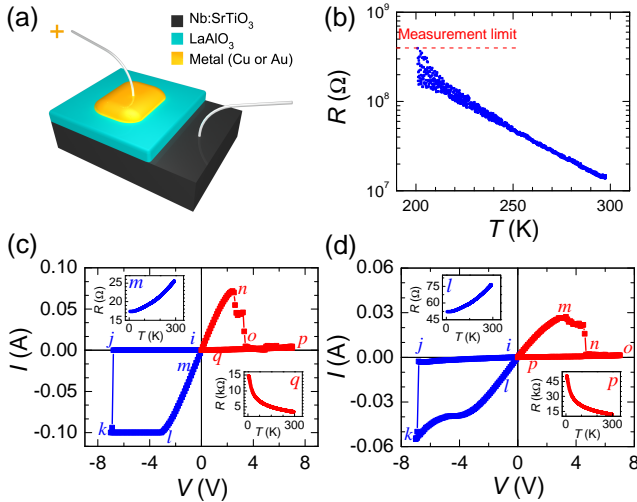 (a)
+
Nb:SrTiO3
LaAlO3
Metal (Cu or Au)
(b)
10^9
10^8
10^7
R (Ω)
Measurement limit
200
250
300
T (K)
(c)
0.10
0.05
0.00
-0.05
-0.10
I (A)
-8
-4
0
4
8
V (V)
m
25
20
15
R (Ω)
0
300
T (K)
j
i
n
o
p
q
m
k
l
q
15
10
5
R (kΩ)
0
300
T (K)
(d)
0.06
0.03
0.00
-0.03
-0.06
I (A)
-8
-4
0
4
8
V (V)
l
75
60
45
R (Ω)
0
300
T (K)
j
i
m
n
o
p
l
k
p
45
30
15
R (kΩ)
0
300
T (K)